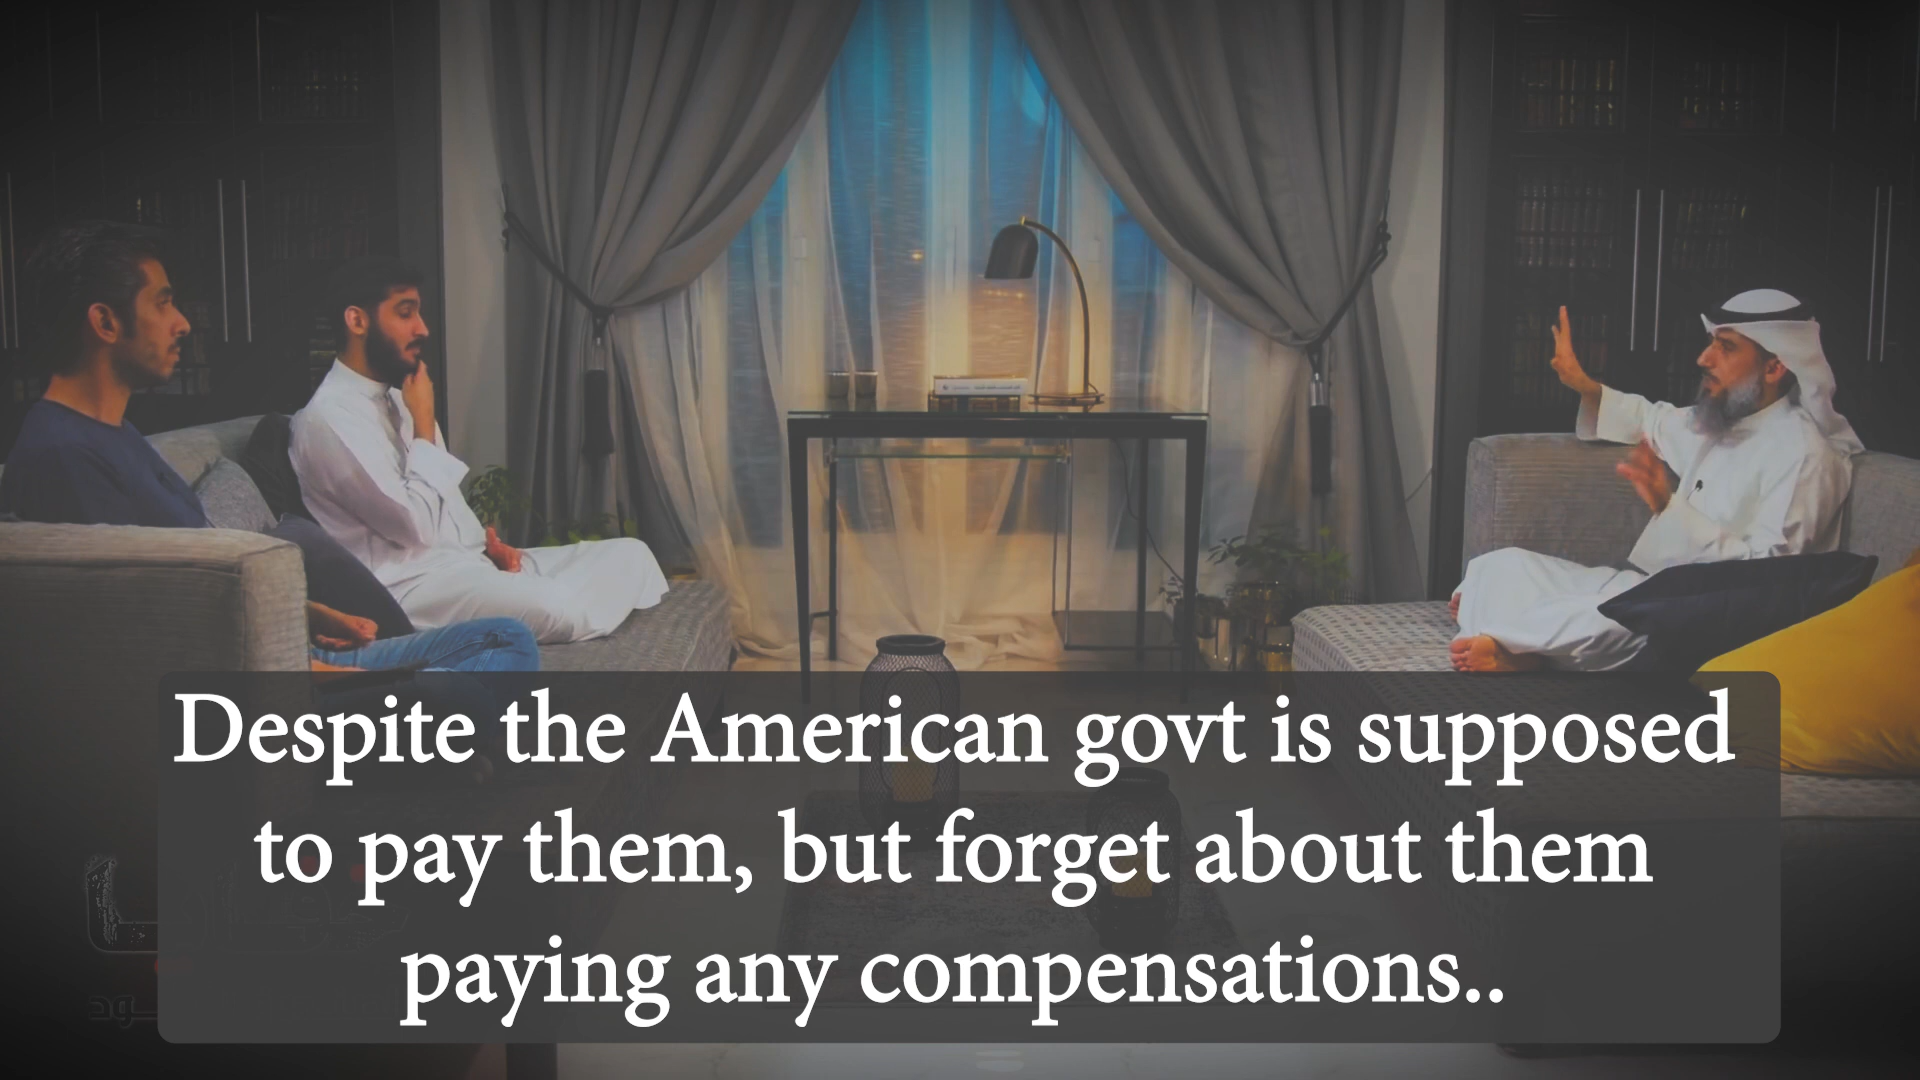 Despite the American govt is supposed
to pay them, but forget about them
paying any compensations..